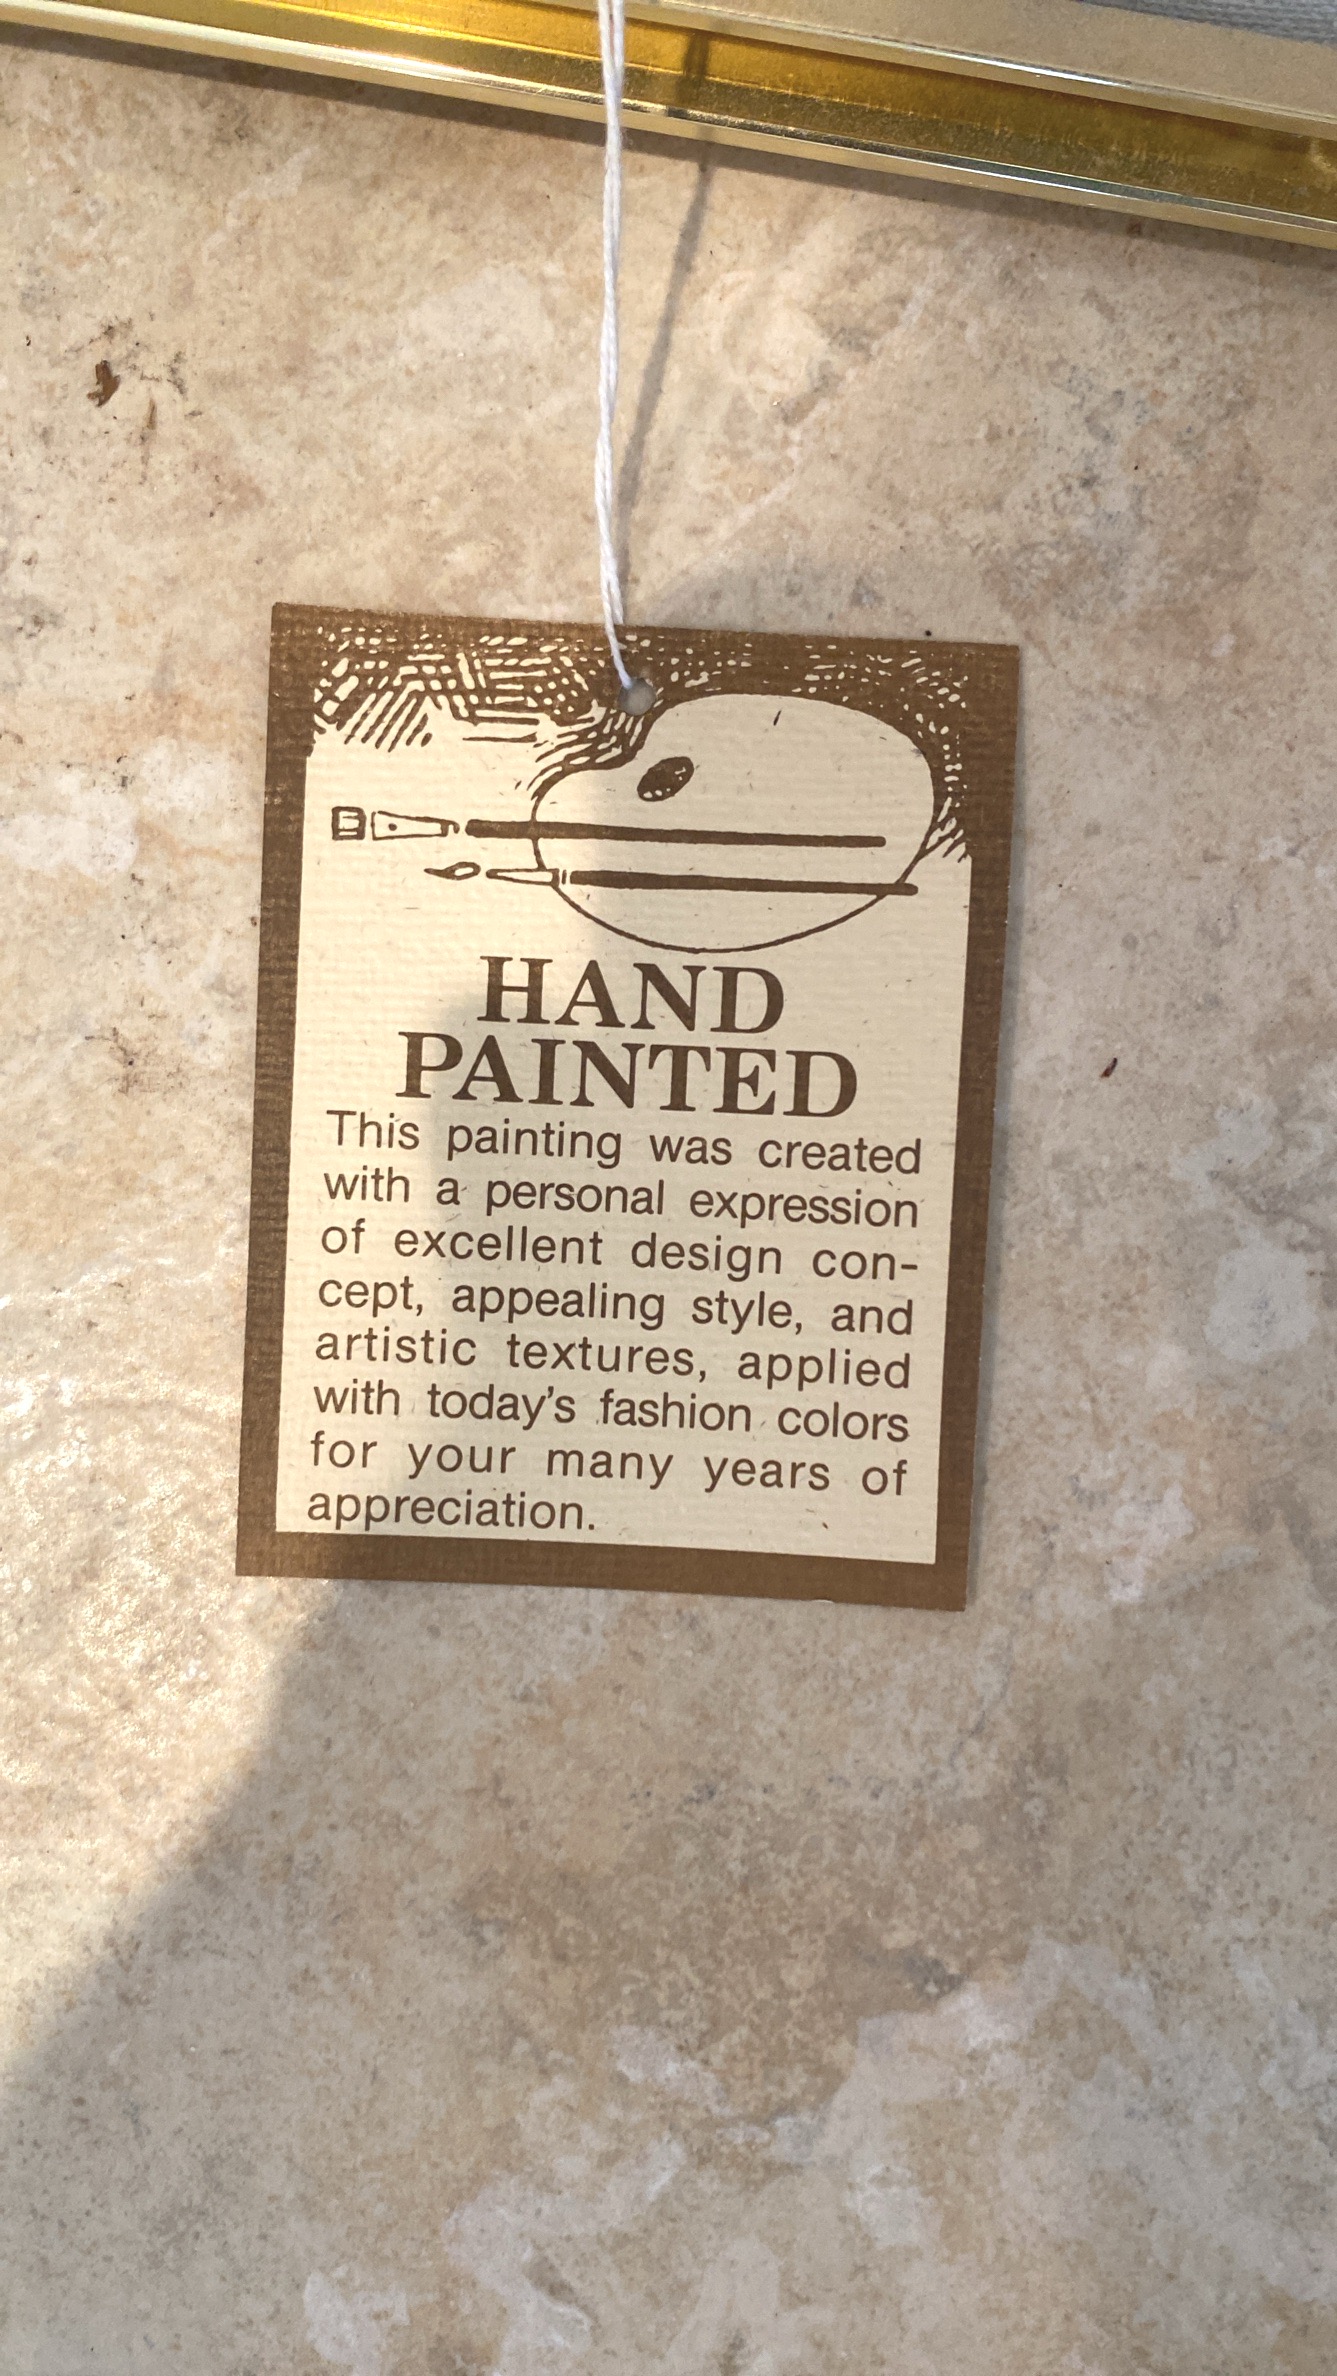 HAND
PAINTED
This painting was created
with a personal expression
of excellent design con-
cept, appealing style, and
artistic textures, applied
with today's fashion colors
for your many years of
appreciation.